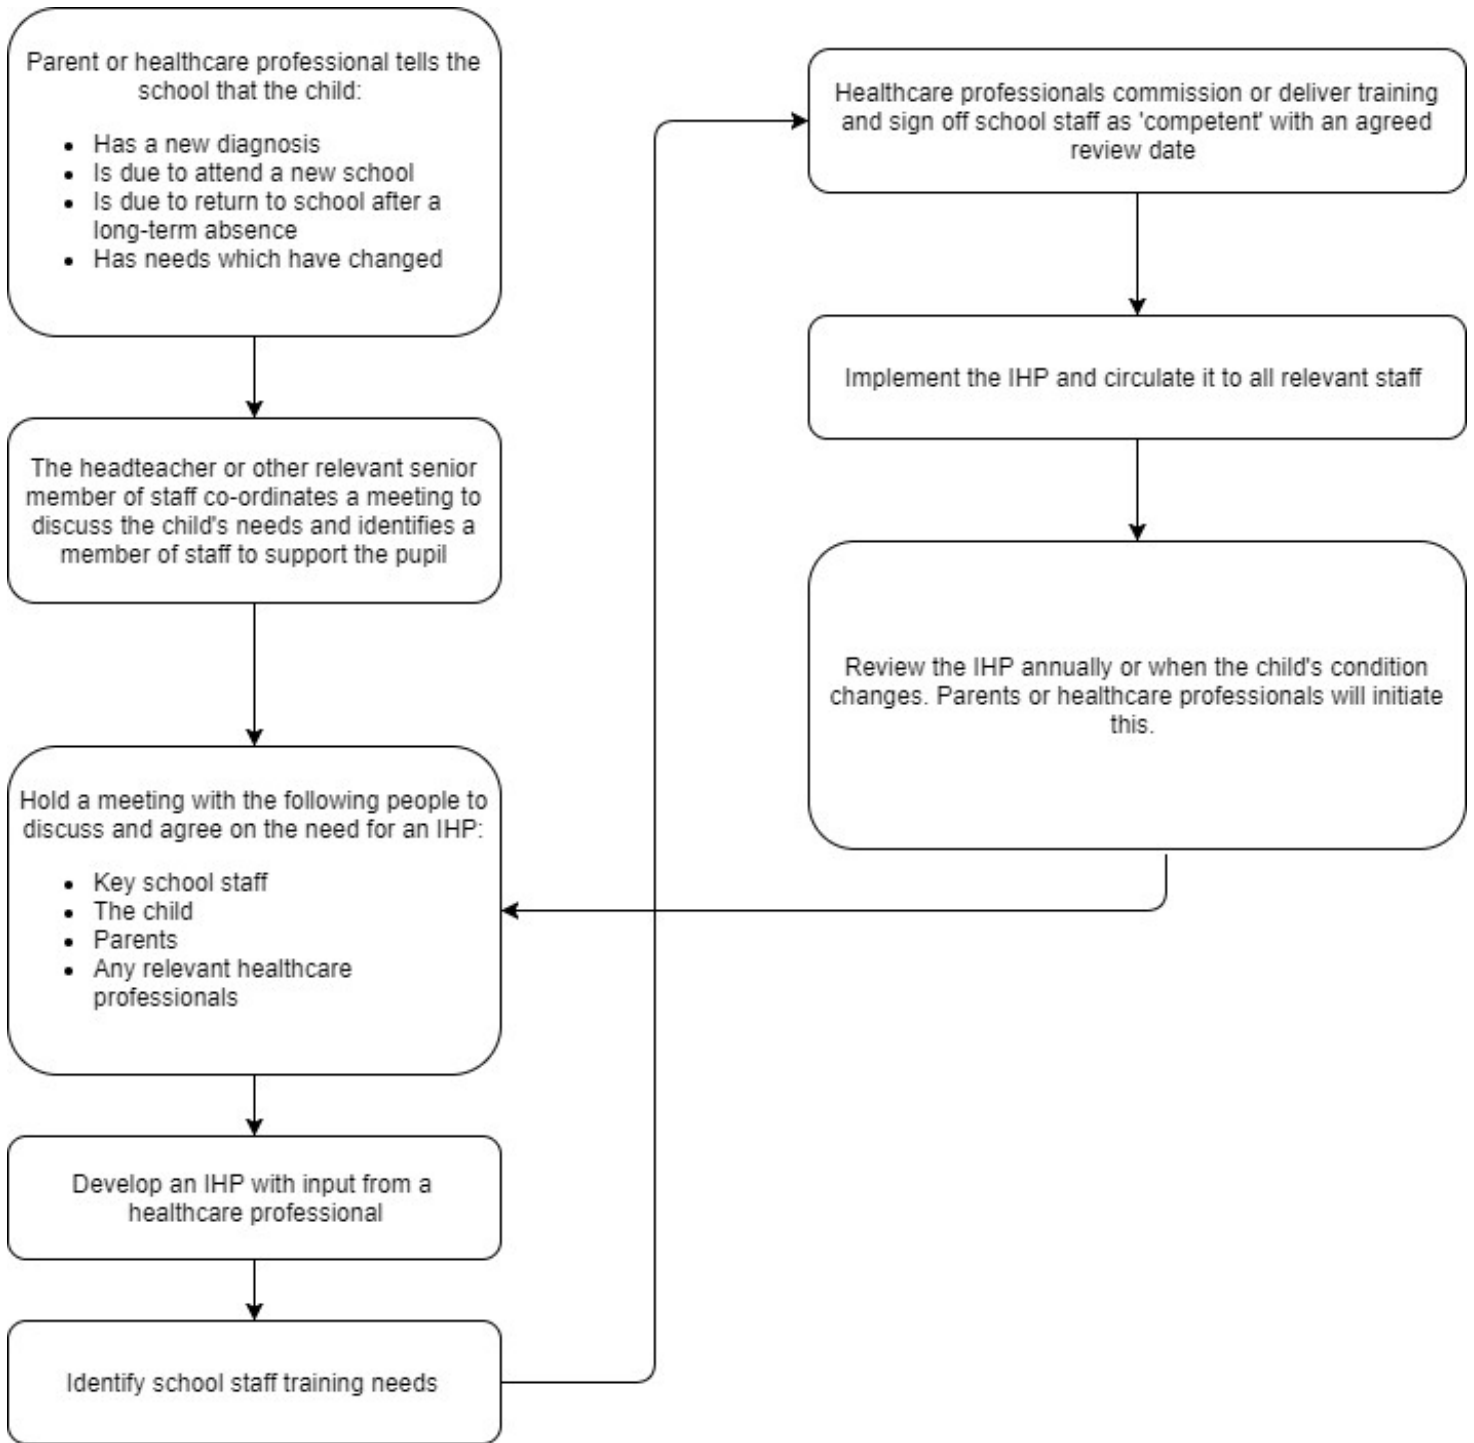 Parent or healthcare professional tells the
school that the child:
• Has a new diagnosis
• Is due to attend a new school
• Is due to return to school after a
long-term absence
• Has needs which have changed
The headteacher or other relevant senior
member of staff co-ordinates a meeting to
discuss the child's needs and identifies a
member of staff to support the pupil
Hold a meeting with the following people to
discuss and agree on the need for an IHP:
• Key school staff
• The child
• Parents
• Any relevant healthcare
professionals
Develop an IHP with input from a
healthcare professional
Identify school staff training needs
Healthcare professionals commission or deliver training
and sign off school staff as 'competent' with an agreed
review date
Implement the IHP and circulate it to all relevant staff
Review the IHP annually or when the child's condition
changes. Parents or healthcare professionals will initiate
this.